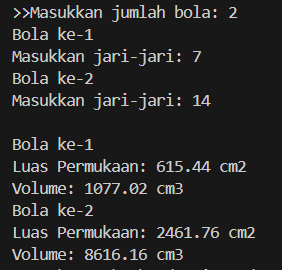 >>Masukkan jumlah bola: 2
Bola ke-1
Masukkan jari-jari: 7
Bola ke-2
Masukkan jari-jari: 14
Bola ke-1
Luas Permukaan: 615.44 cm2
Volume: 1077.02 cm3
Bola ke-2
Luas Permukaan: 2461.76 cm2
Volume: 8616.16 cm3